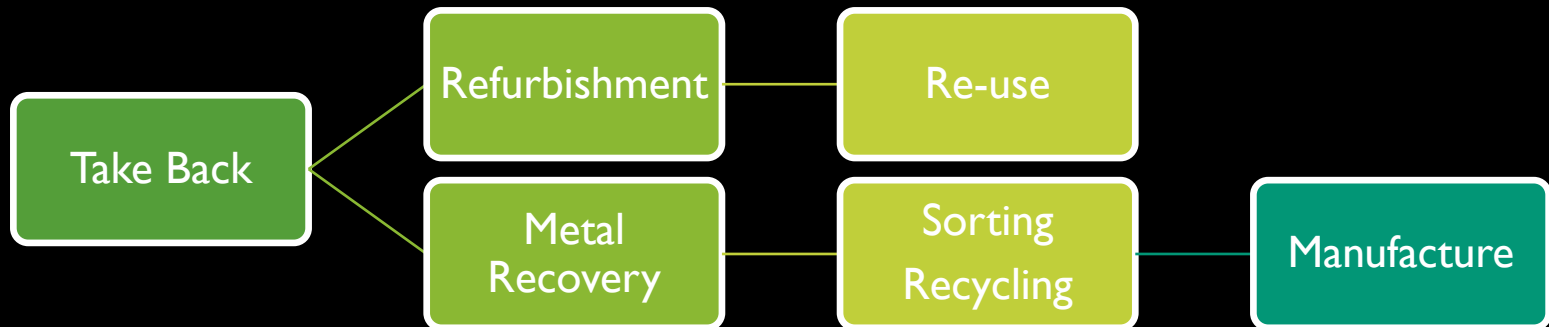 Take Back
Refurbishment
Re-use
Metal
Recovery
Sorting
Recycling
Manufacture